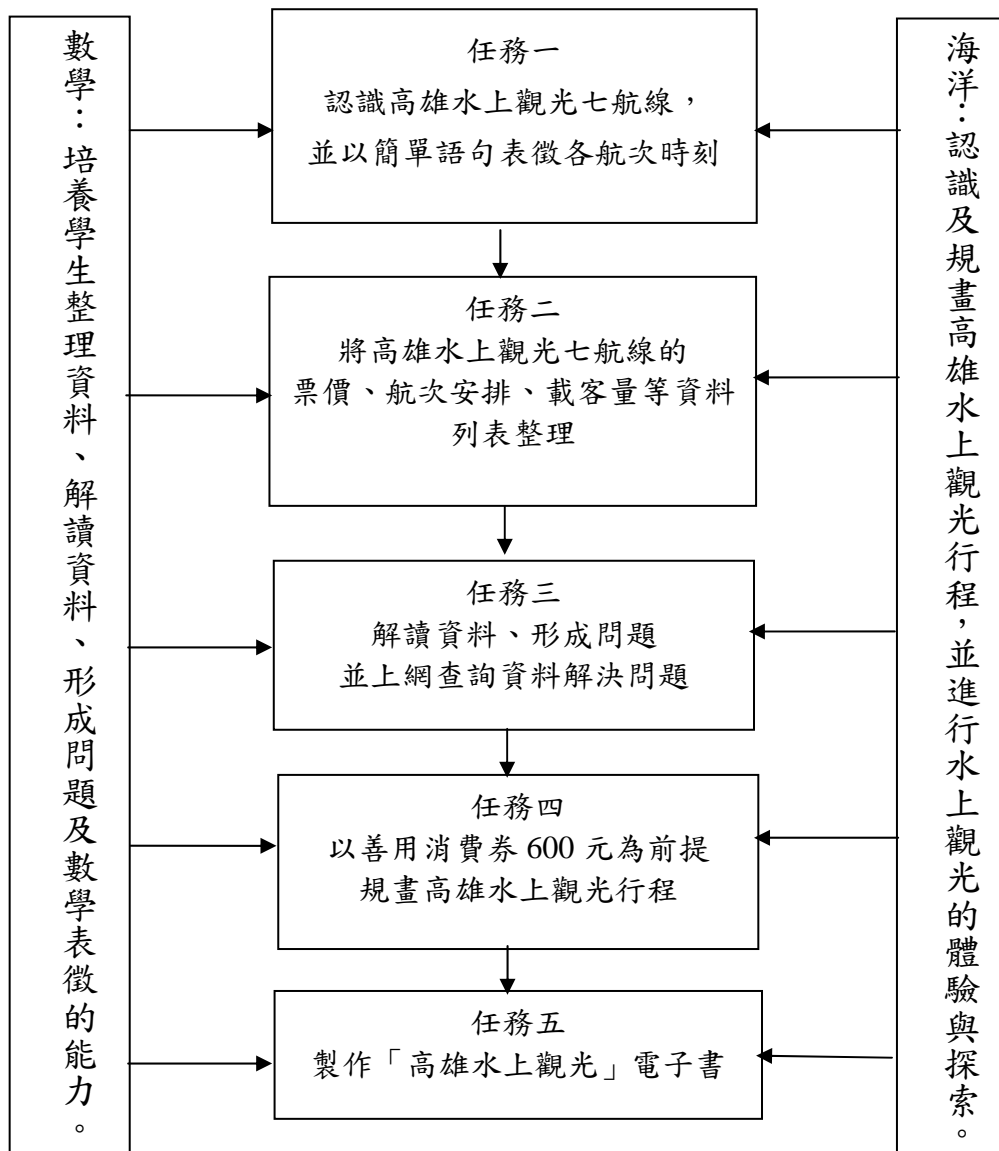 數學：培養學生整理資料、解讀資料、形成問題及數學表徵的能力。
任務一
認識高雄水上觀光七航線，
並以簡單語句表徵各航次時刻
任務二
將高雄水上觀光七航線的
票價、航次安排、載客量等資料
列表整理
任務三
解讀資料、形成問題
並上網查詢資料解決問題
任務四
以善用消費券 600 元為前提
規畫高雄水上觀光行程
任務五
製作「高雄水上觀光」電子書
海洋：認識及規畫高雄水上觀光行程，並進行水上觀光的體驗與探索。